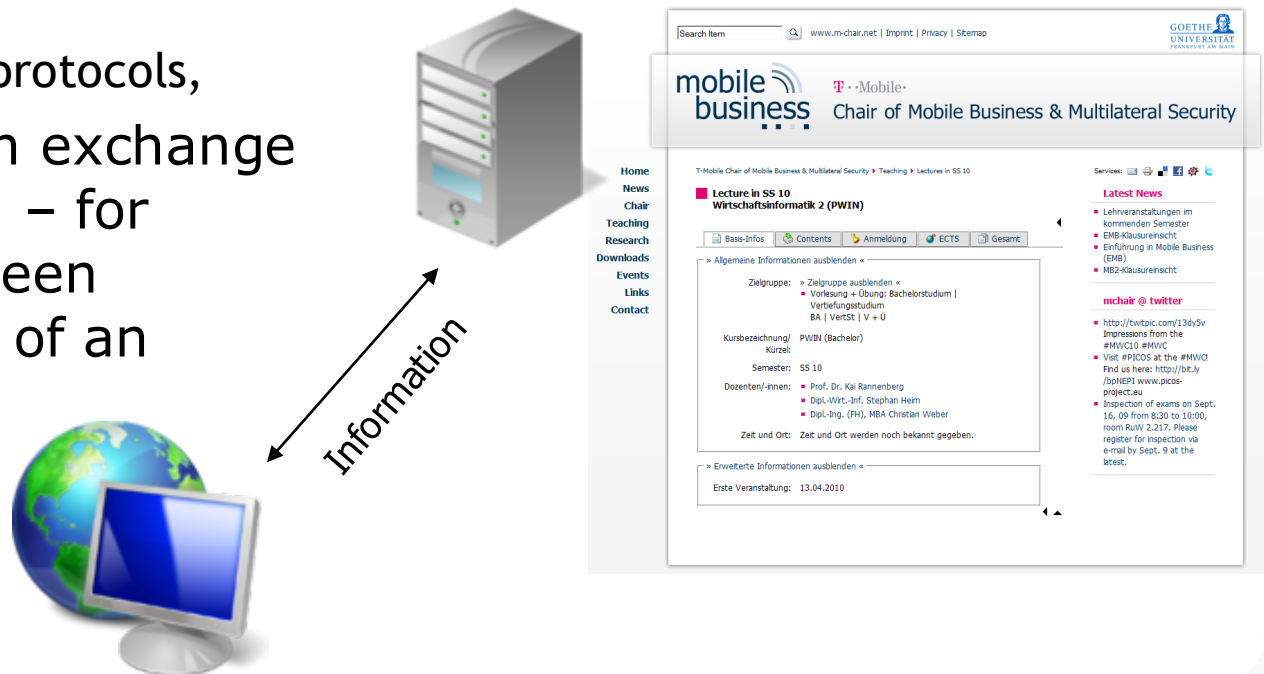 protocols,
exchange
– for
of an
Information
Search Item
www.m-chair.net | Imprint | Privacy | Sitemap
GOETHE
UNIVERSITÄT
FRANKFURT AM MAIN
mobile
business
T··Mobile·
Chair of Mobile Business & Multilateral Security
Home
News
Chair
Teaching
Research
Downloads
Events
Links
Contact
T-Mobile Chair of Mobile Business & Multilateral Security Teaching Lectures in SS 10
Lecture in SS 10
Wirtschaftsinformatik 2 (PWIN)
Basis-Infos Contents Anmeldung ECTS Gesamt
» Allgemeine Informationen ausblenden «
Zielgruppe: » Zielgruppe ausblenden «
Vorlesung + Übung: Bachelorstudium |
Vertiefungsstudium
BA | VertSt | V + Ü
Kursbezeichnung/ PWIN (Bachelor)
Kürzel:
Semester: SS 10
Dozenten/-innen: Prof. Dr. Kai Rannenberg
Dipl.-Wirt.-Inf. Stephan Heim
Dipl.-Ing. (FH), MBA Christian Weber
Zeit und Ort: Zeit und Ort werden noch bekannt gegeben.
» Erweiterte Informationen ausblenden «
Erste Veranstaltung: 13.04.2010
Services:
Latest News
Lehrveranstaltungen im
kommenden Semester
EMB-Klausureinsicht
Einführung in Mobile Business
(EMB)
MB2-Klausureinsicht
mchair @ twitter
http://twitpic.com/13dy5v
Impressions from the
#MWC10 #MWC
Visit #PICOS at the #MWC!
Find us here: http://bit.ly
/bpNEPI www.picos-
project.eu
Inspection of exams on Sept.
16, 09 from 8:30 to 10:00,
room RuW 2.217. Please
register for inspection via
e-mail by Sept. 9 at the
latest.